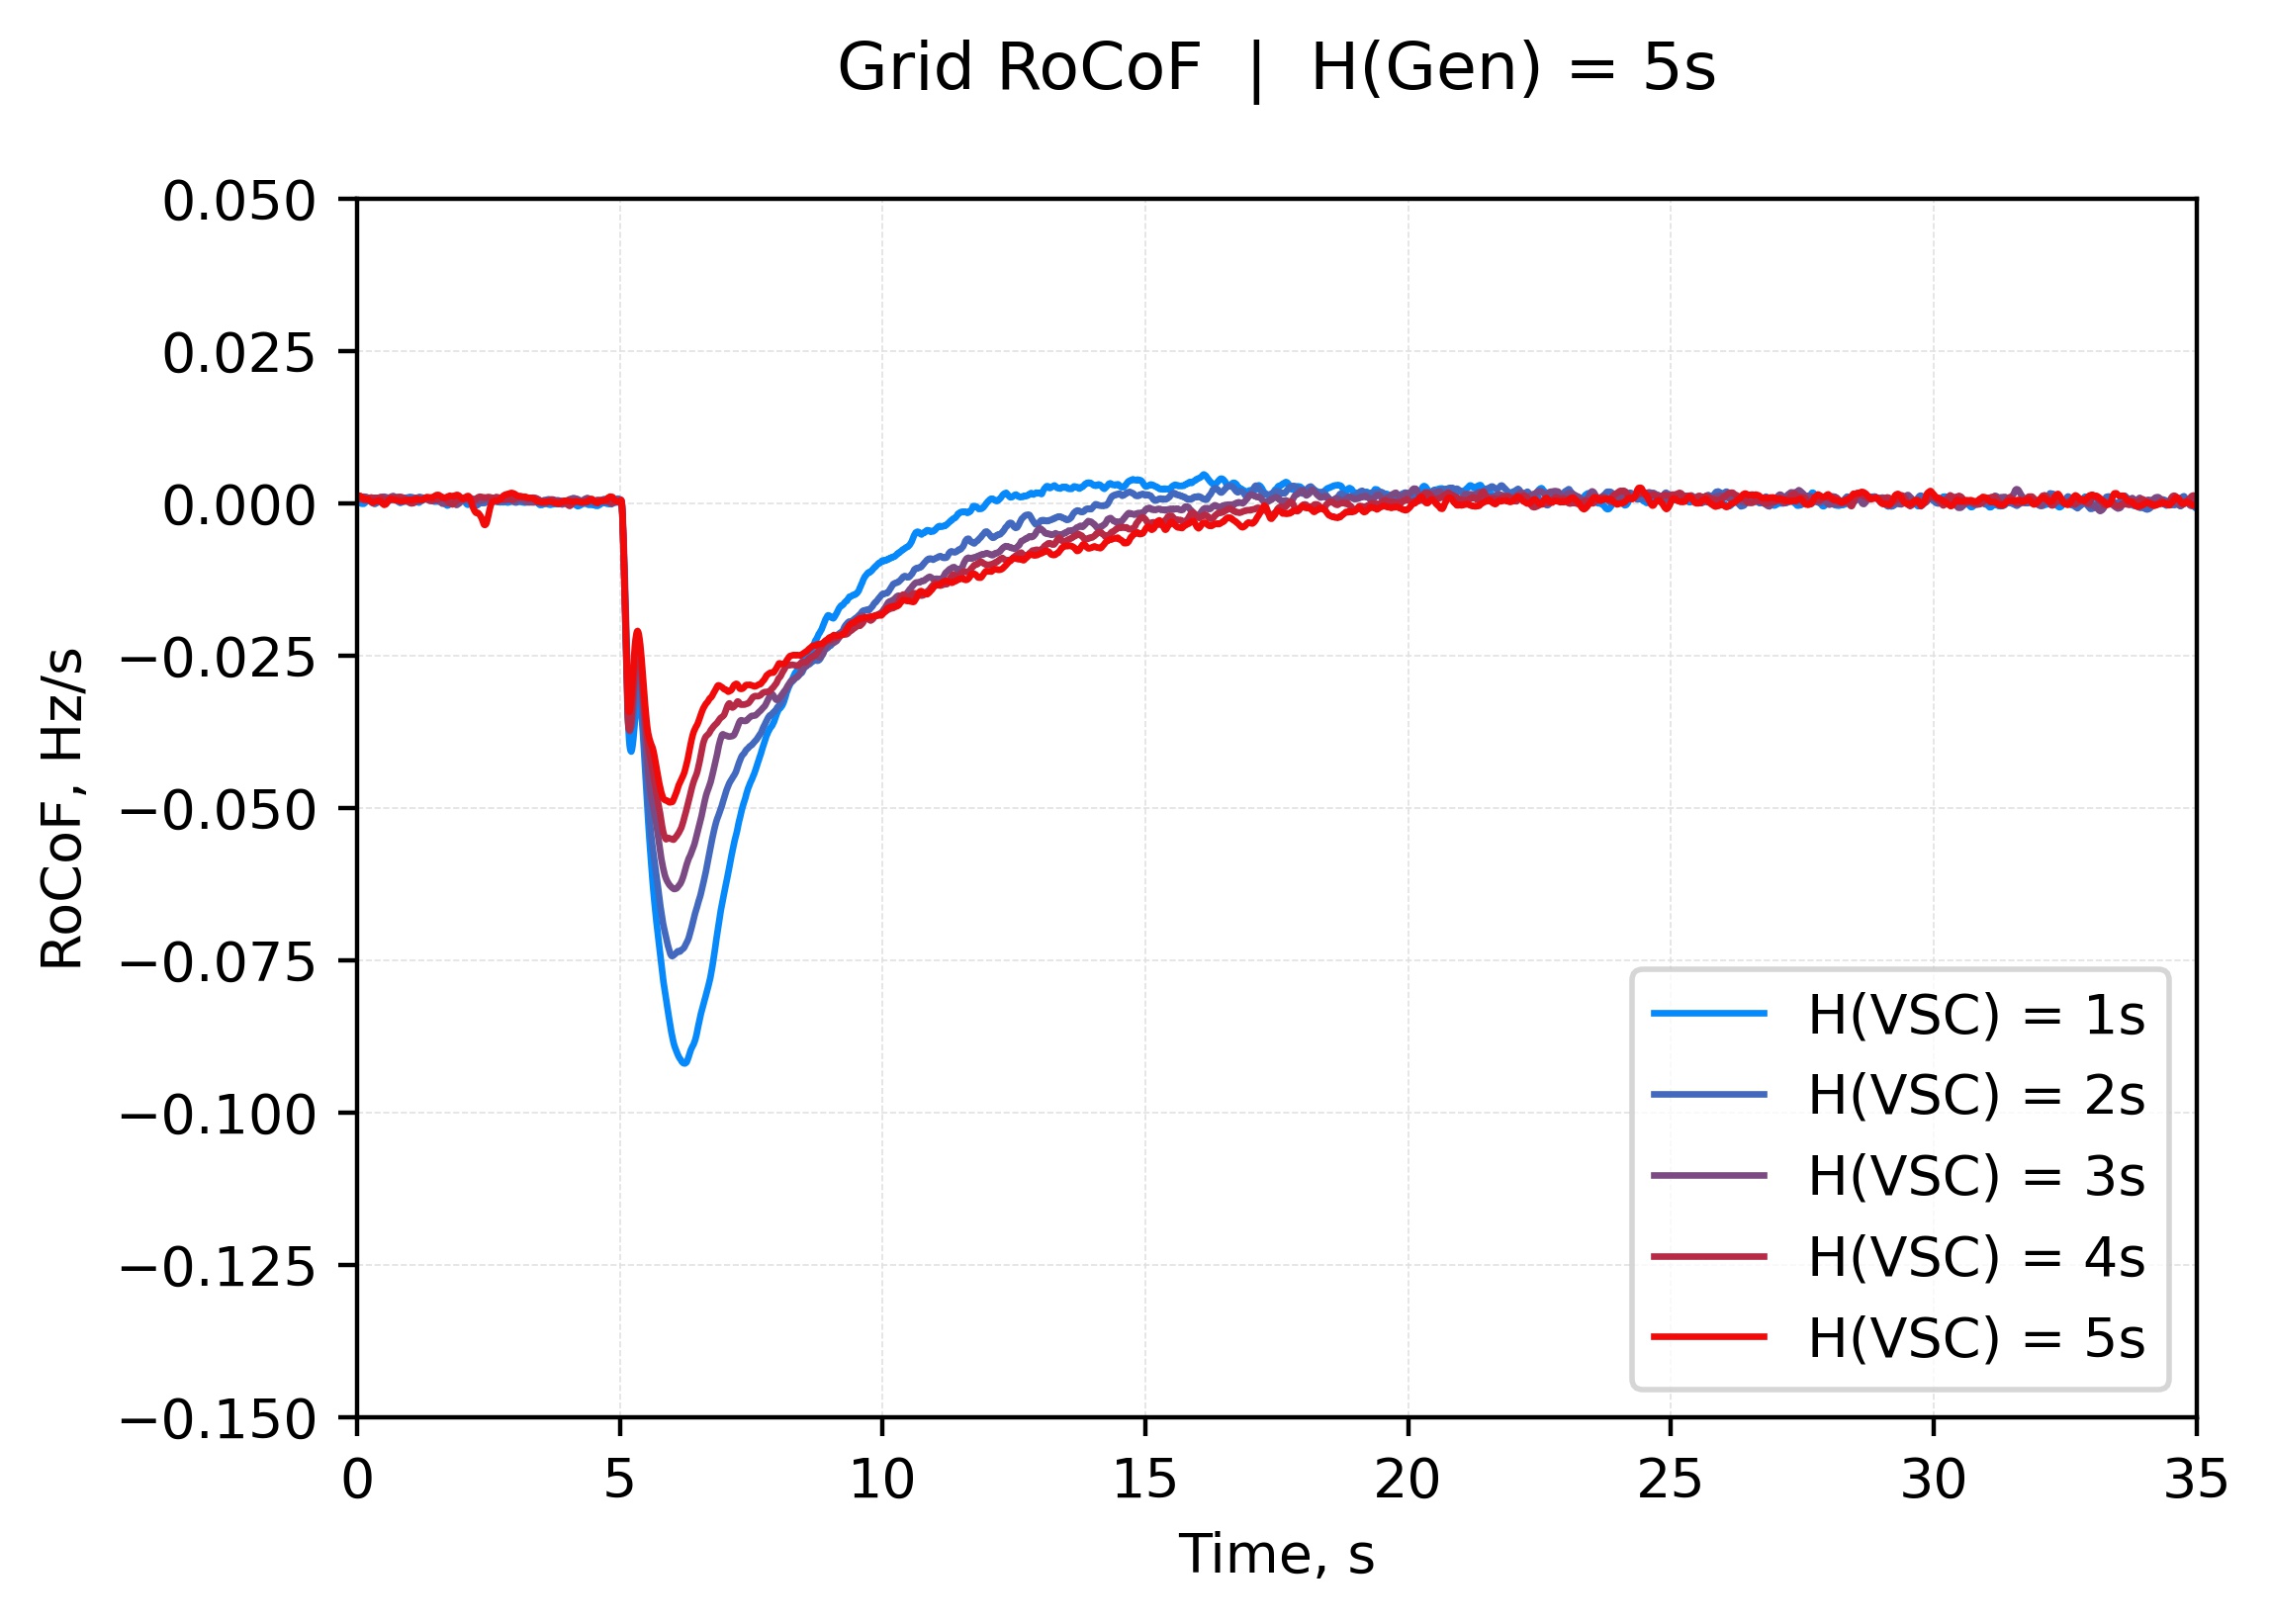 Grid RoCoF | H(Gen) = 5s
0.050
0.025
0.000
−0.025
−0.050
−0.075
−0.100
−0.125
−0.150
RoCoF, Hz/s
H(VSC) = 1s
H(VSC) = 2s
H(VSC) = 3s
H(VSC) = 4s
H(VSC) = 5s
0 5 10 15 20 25 30 35
Time, s